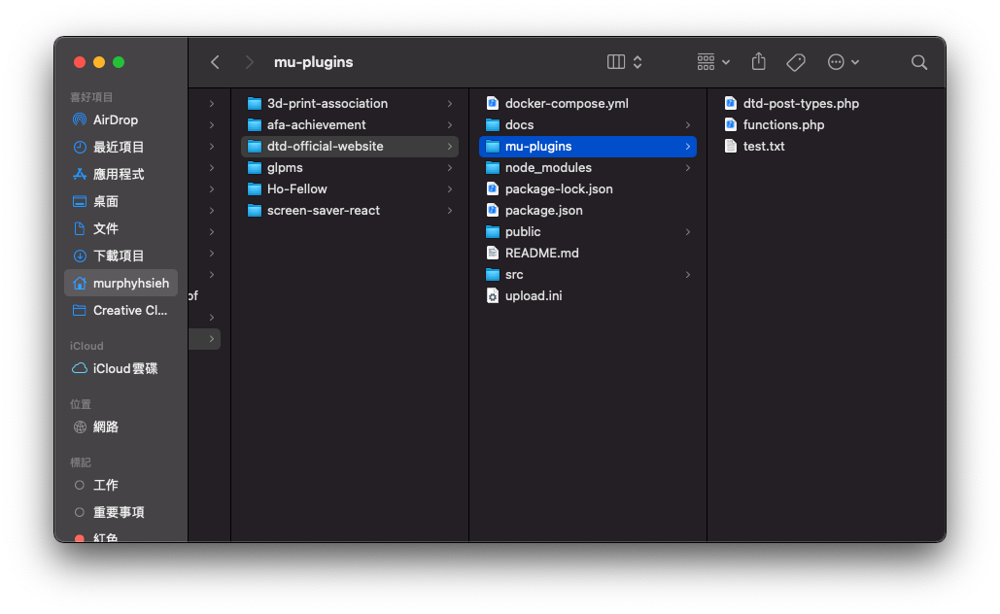 mu-plugins
喜好項目
AirDrop
最近項目
應用程式
桌面
文件
下載項目
murphyhsieh
Creative Cl...
iCloud
iCloud雲碟
位置
網路
標記
工作
重要事項
紅色
of
3d-print-association
afa-achievement
dtd-official-website
glpms
Ho-Fellow
screen-saver-react
docker-compose.yml
docs
mu-plugins
node_modules
package-lock.json
package.json
public
README.md
src
upload.ini
dtd-post-types.php
functions.php
test.txt